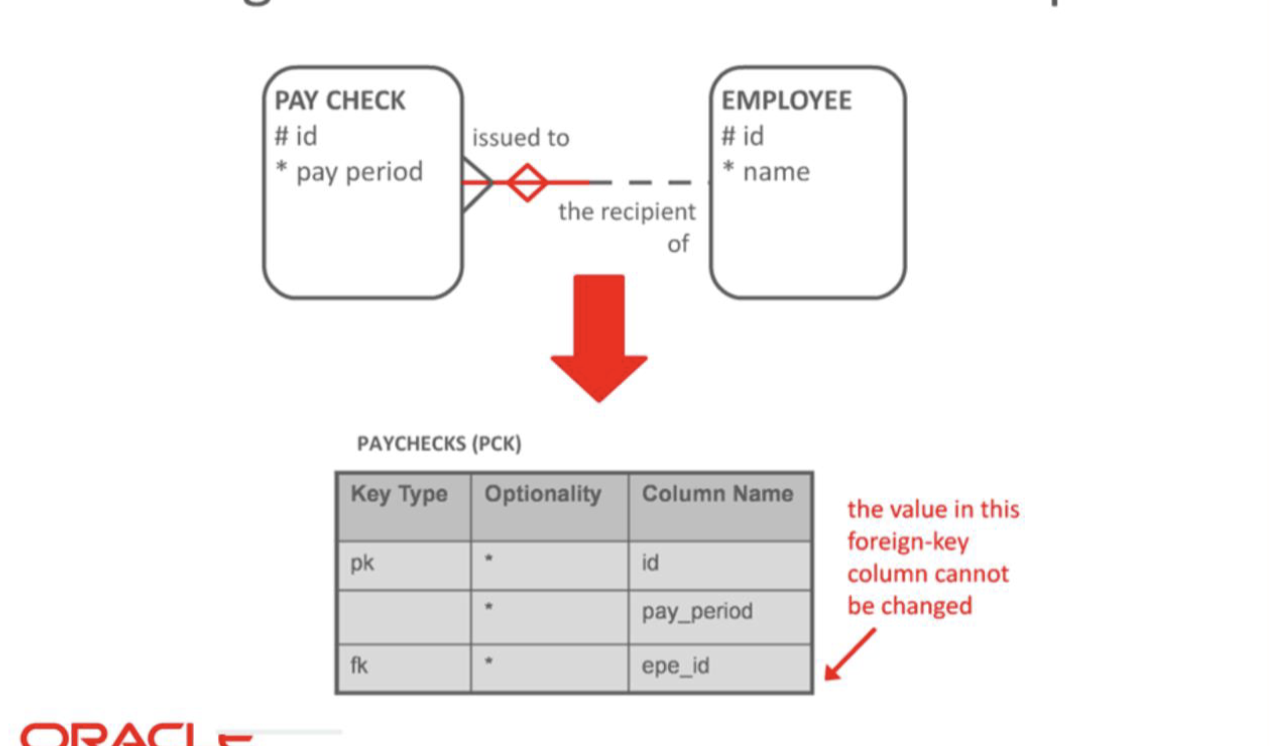 PAY CHECK
# id
* pay period
issued to
the recipient
of
EMPLOYEE
# id
* name
PAYCHECKS (PCK)
Key Type Optionality Column Name
pk * id
* pay_period
fk * epe_id
the value in this
foreign-key
column cannot
be changed
ORACLE